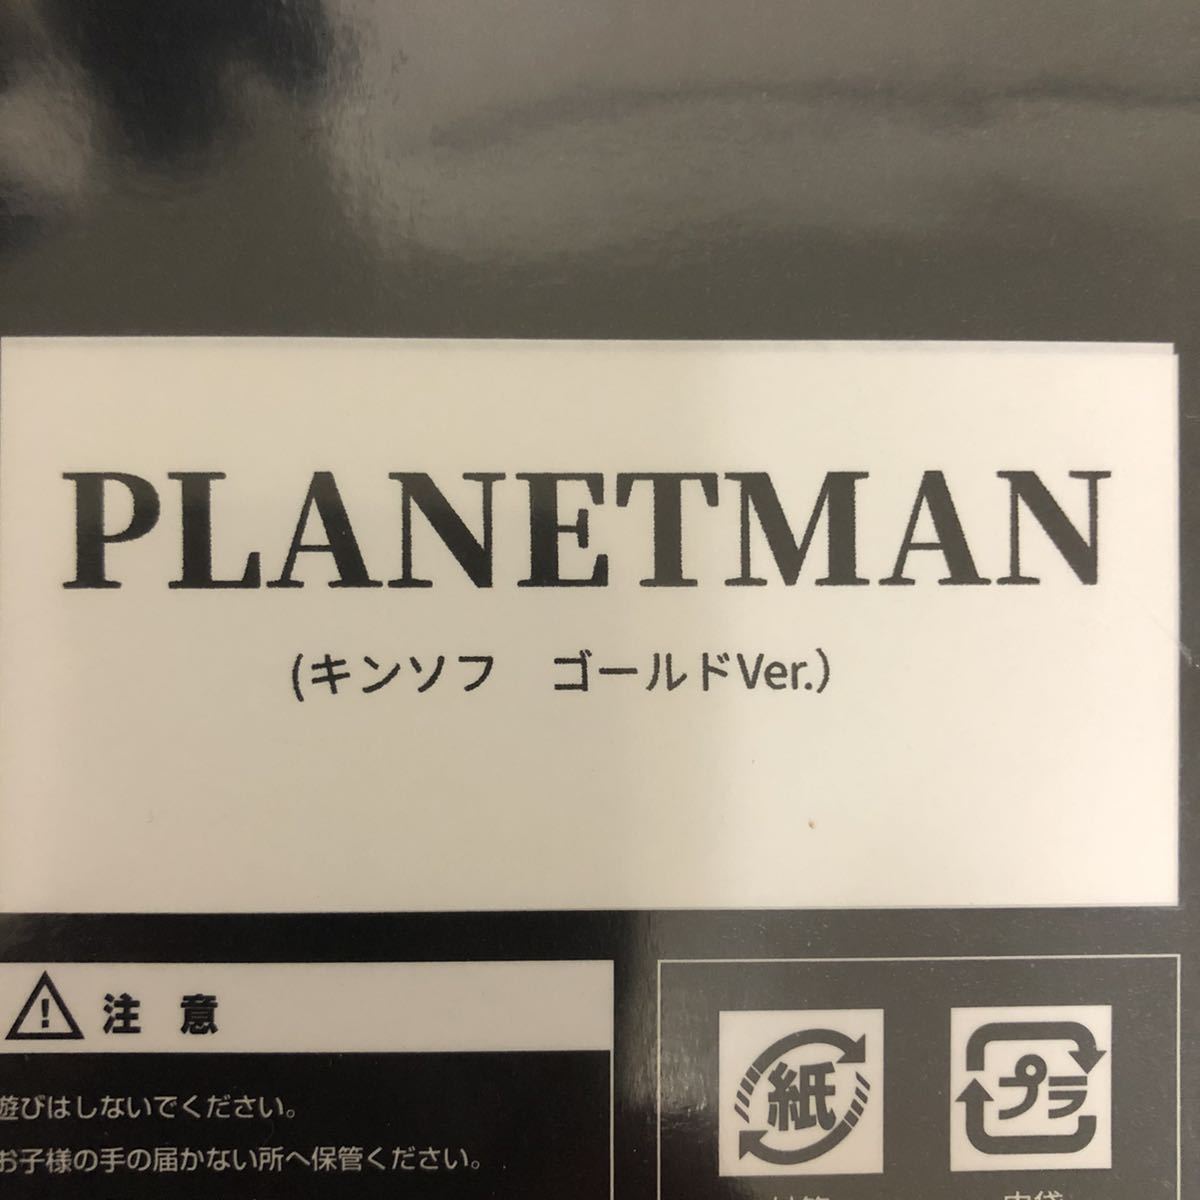 PLANETMAN
(キンソフ　ゴールドVer.)
注 意
遊びはしないでください。
お子様の手の届かない所へ保管ください。
紙
プラ
内袋